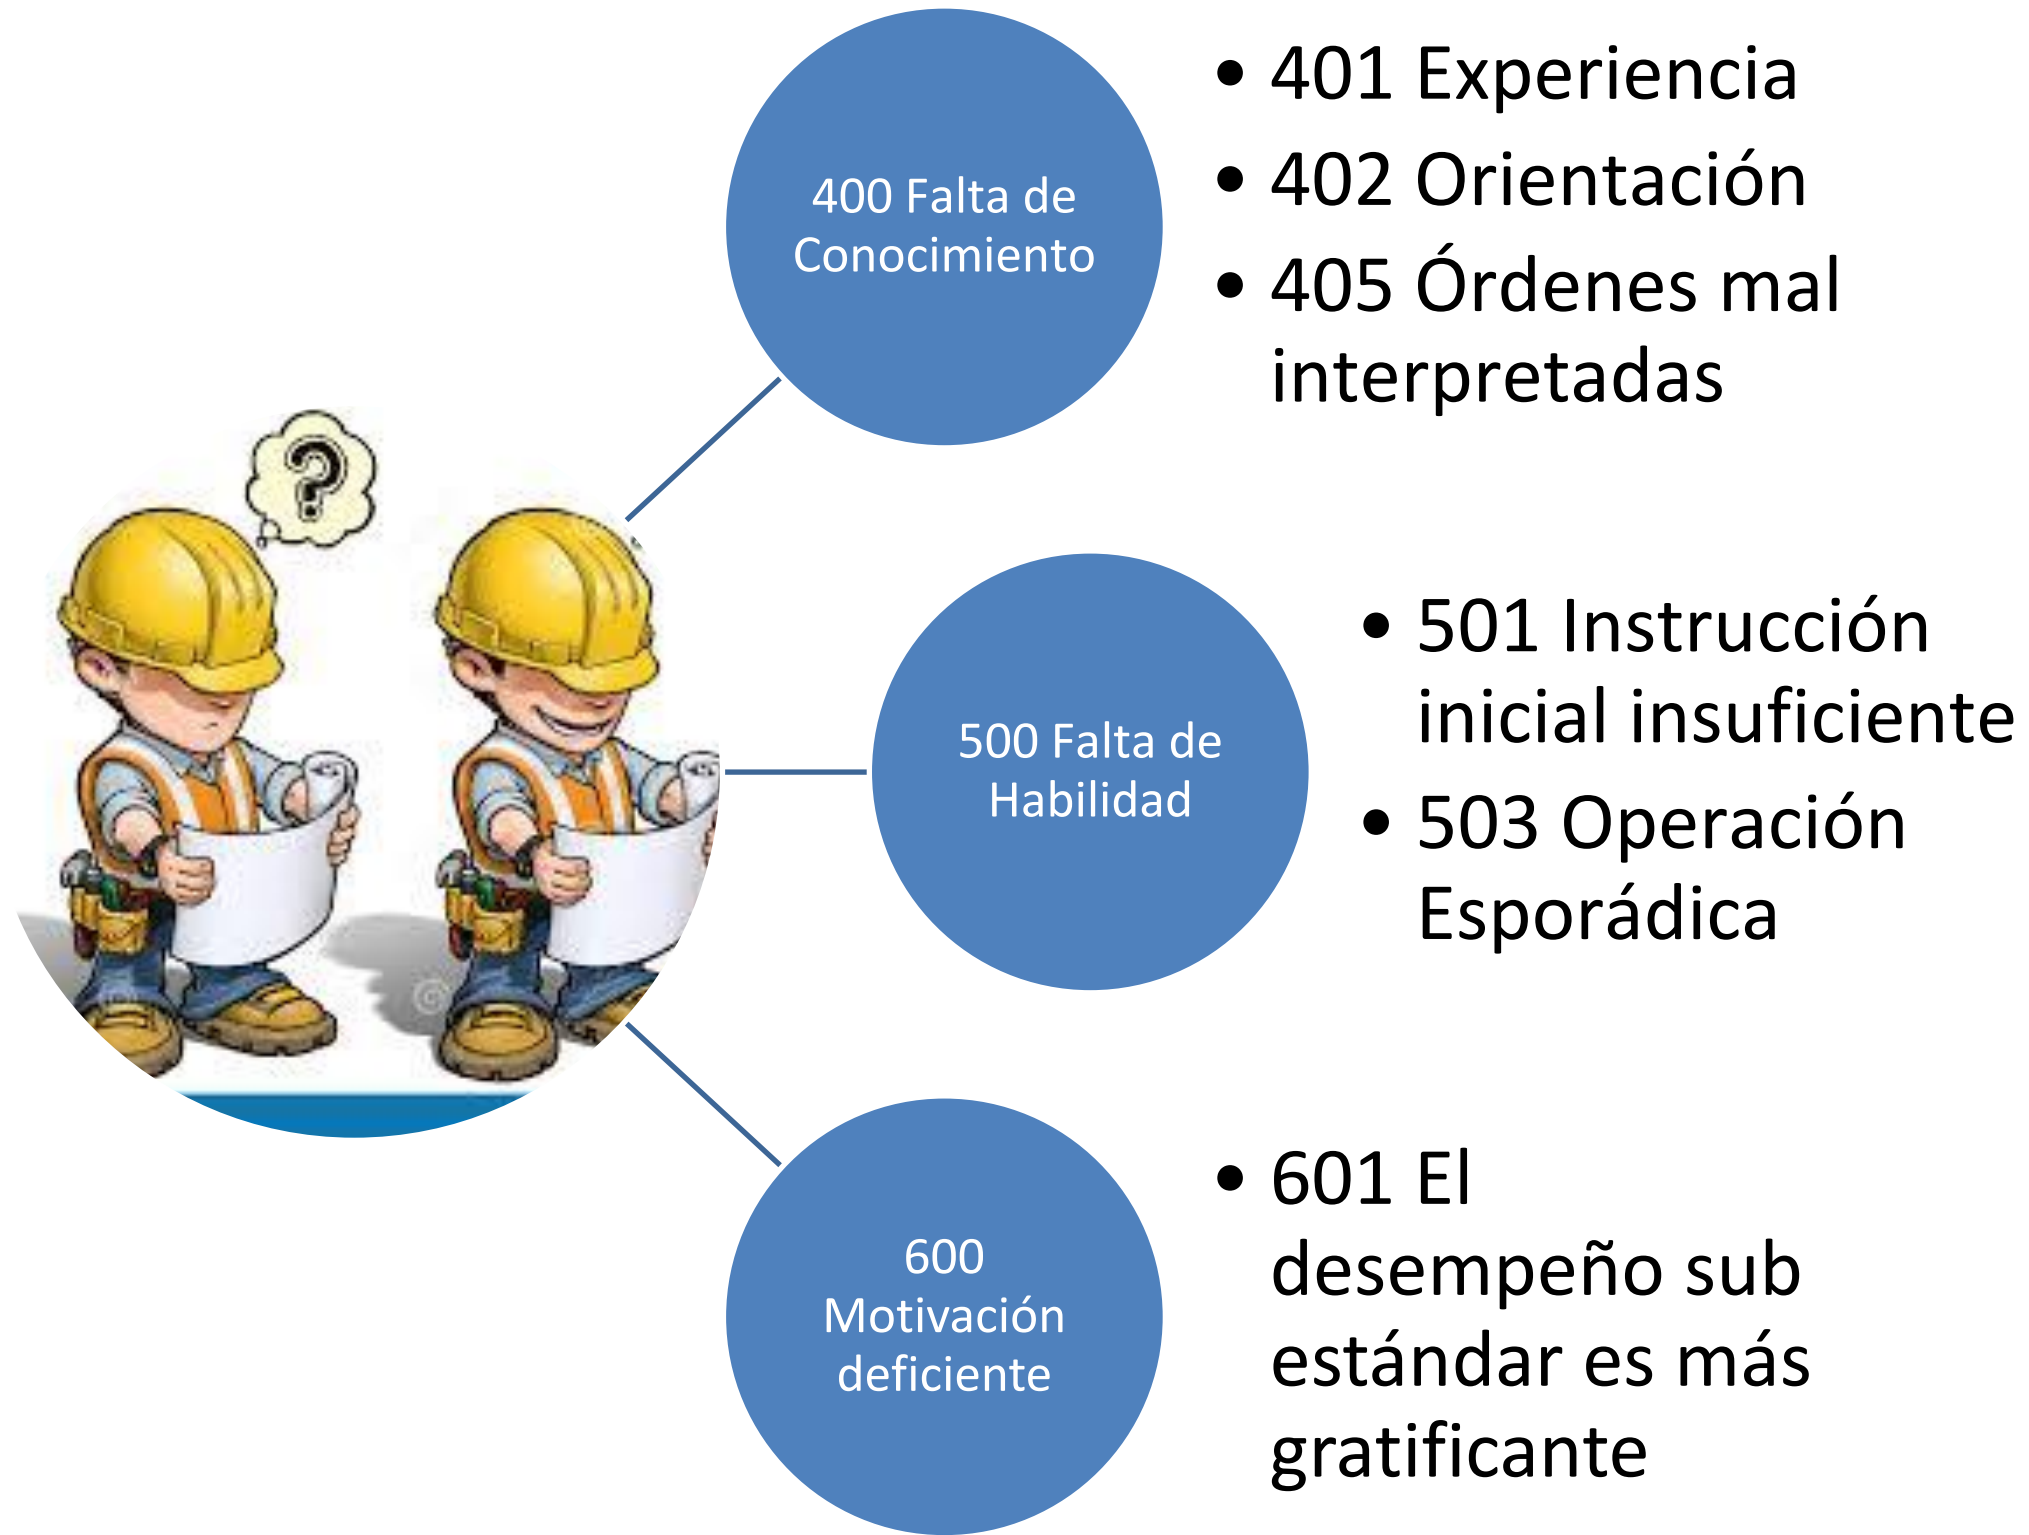 400 Falta de
Conocimiento
• 401 Experiencia
• 402 Orientación
• 405 Órdenes mal
interpretadas
?
500 Falta de
Habilidad
• 501 Instrucción
inicial insuficiente
• 503 Operación
Esporádica
600
Motivación
deficiente
• 601 El
desempeño sub
estándar es más
gratificante
©